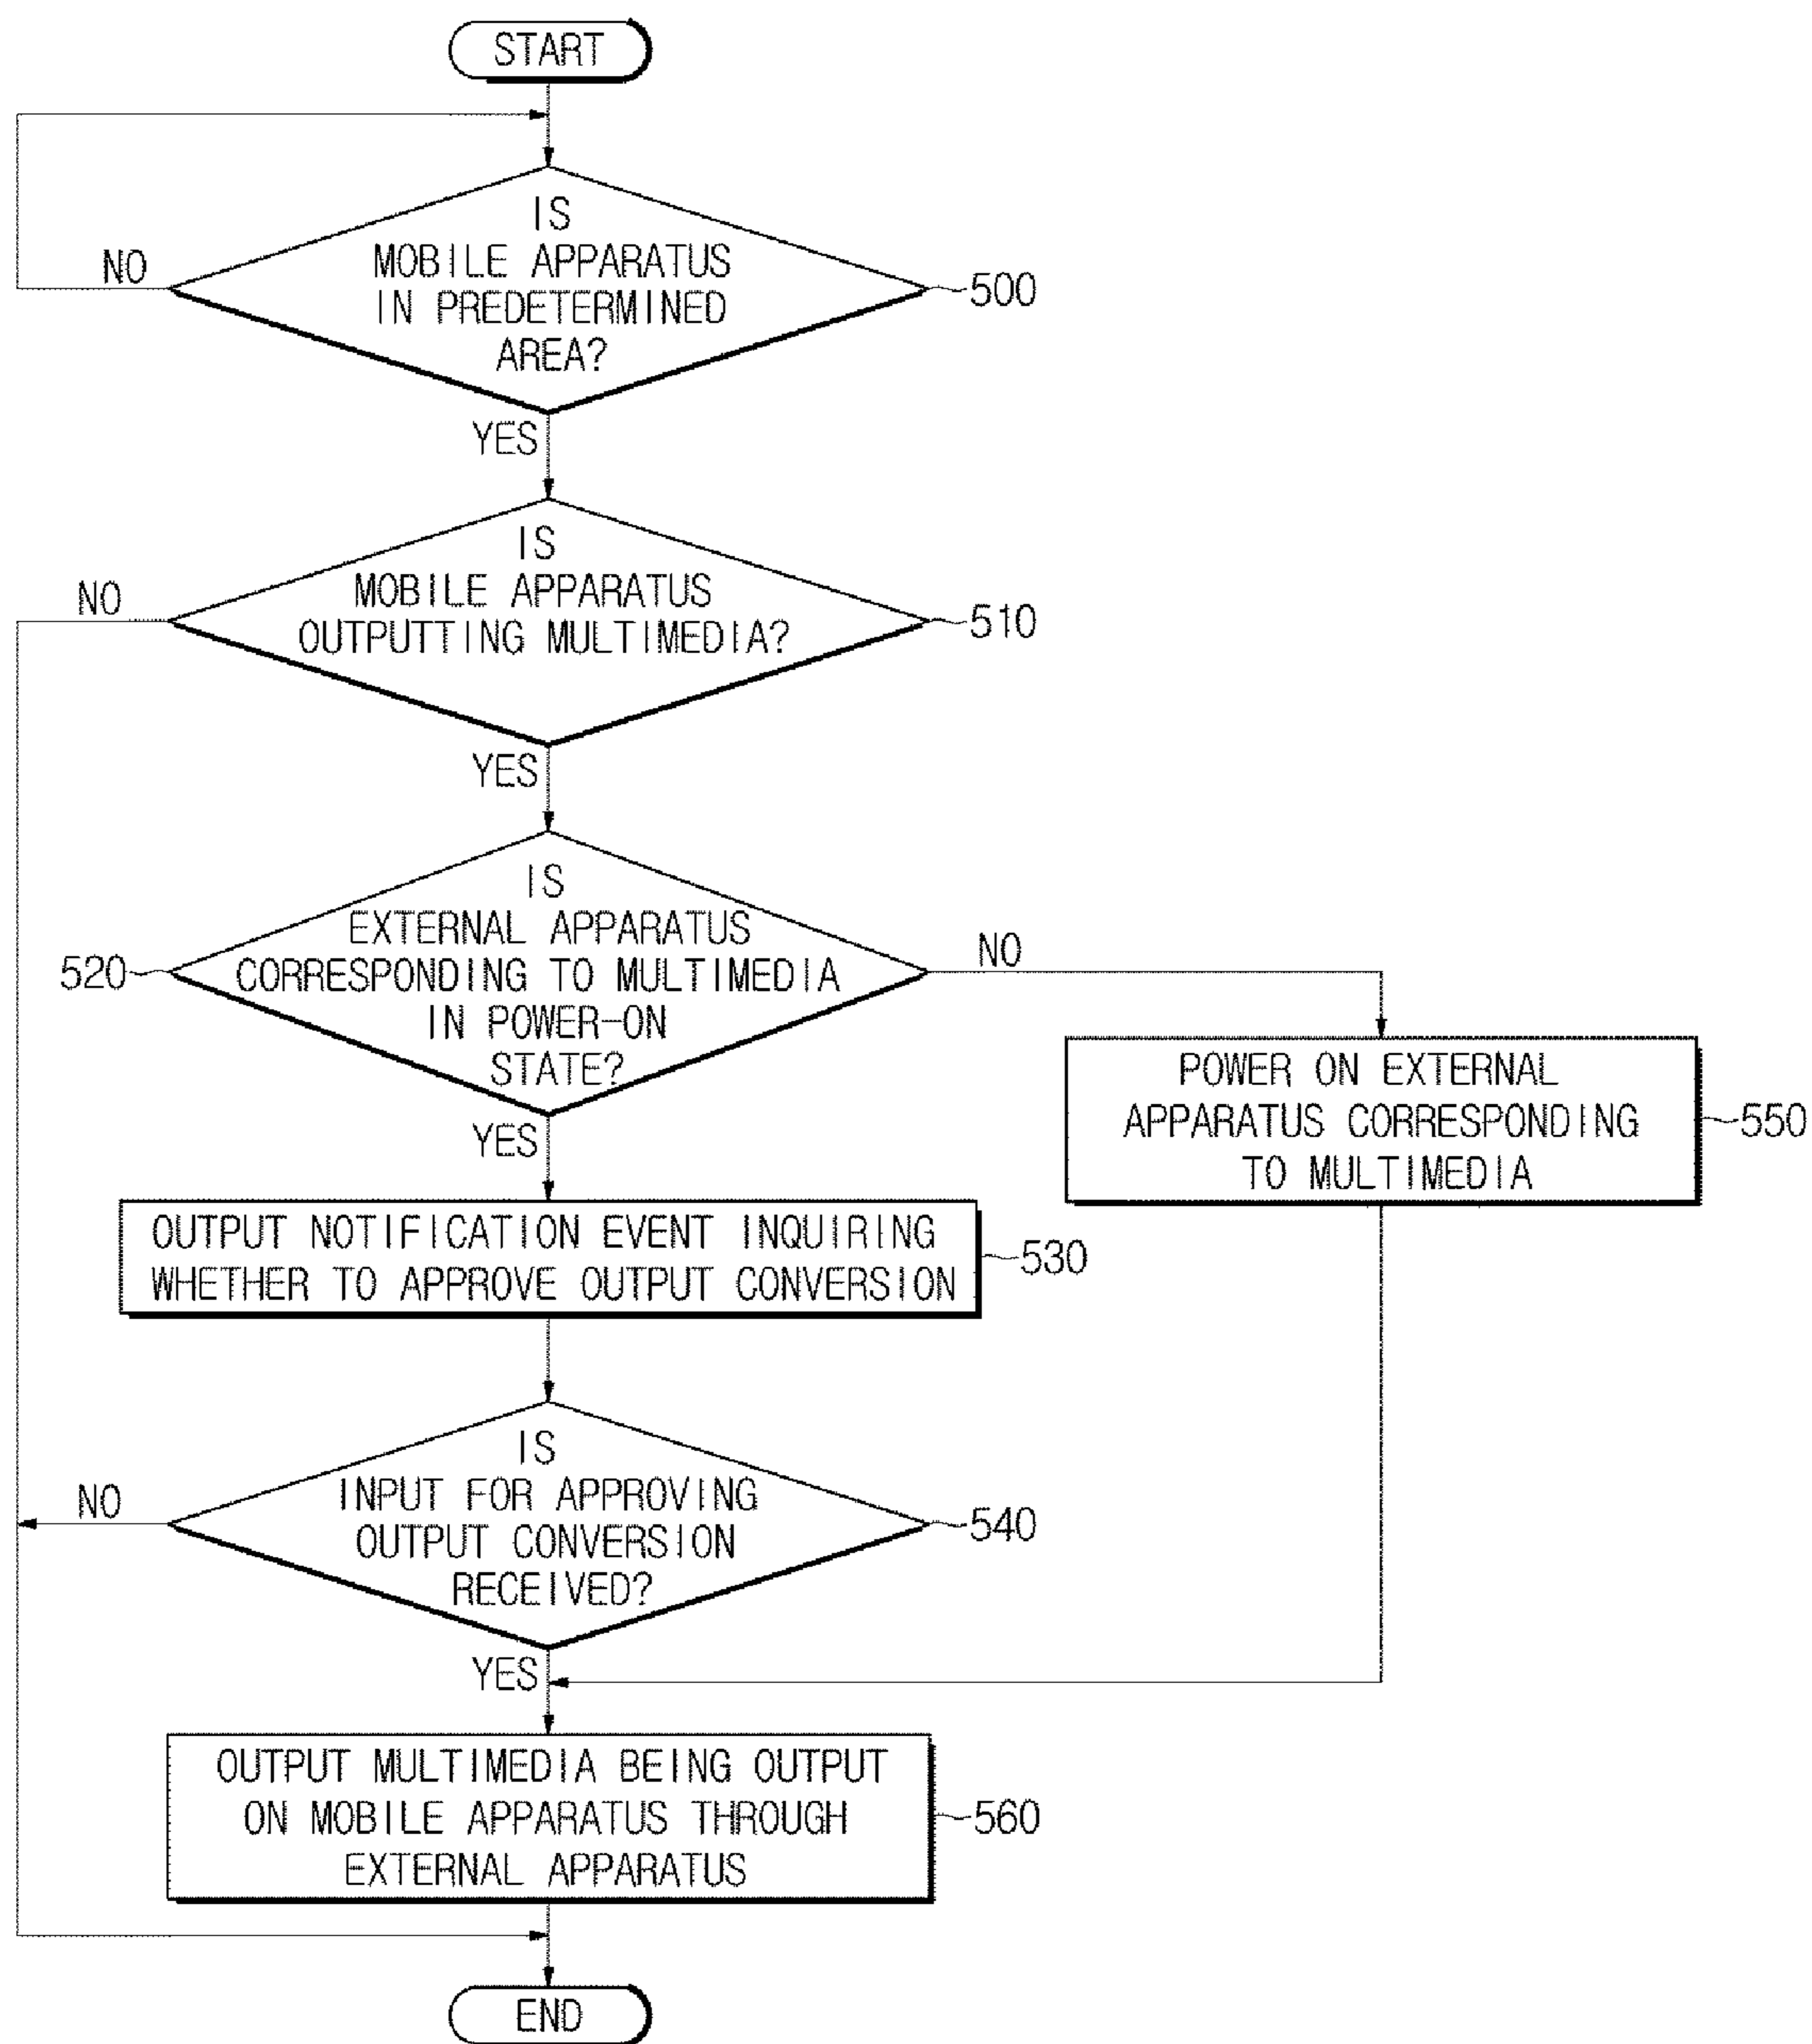 START
IS
MOBILE APPARATUS
IN PREDETERMINED
AREA?
NO
500
YES
IS
MOBILE APPARATUS
OUTPUTTING MULTIMEDIA?
NO
510
YES
IS
EXTERNAL APPARATUS
CORRESPONDING TO MULTIMEDIA
IN POWER-ON
STATE?
520
NO
YES
POWER ON EXTERNAL
APPARATUS CORRESPONDING
TO MULTIMEDIA
550
OUTPUT NOTIFICATION EVENT INQUIRING
WHETHER TO APPROVE OUTPUT CONVERSION
530
IS
INPUT FOR APPROVING
OUTPUT CONVERSION
RECEIVED?
NO
540
YES
OUTPUT MULTIMEDIA BEING OUTPUT
ON MOBILE APPARATUS THROUGH
EXTERNAL APPARATUS
560
END